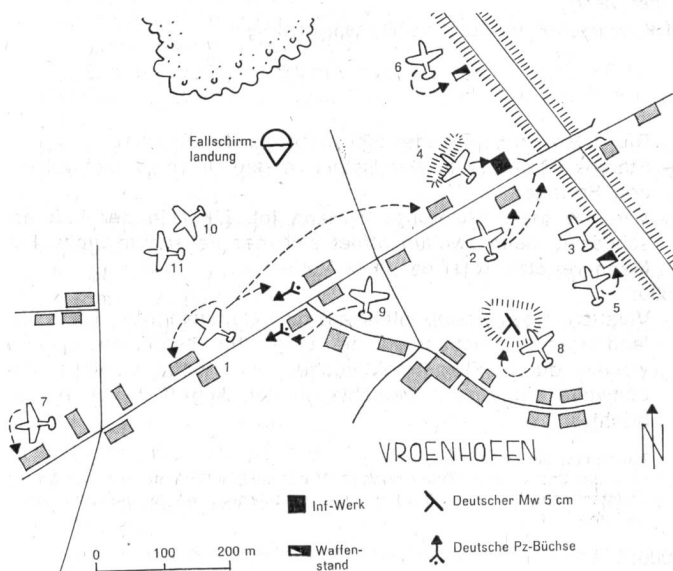 6
Fallschirm-
landung
4
10
11
2
3
5
9
8
1
7
VROENHOFEN
N
Inf-Werk
Deutscher Mw 5 cm
Waffen-
stand
Deutsche Pz-Büchse
0 100 200 m